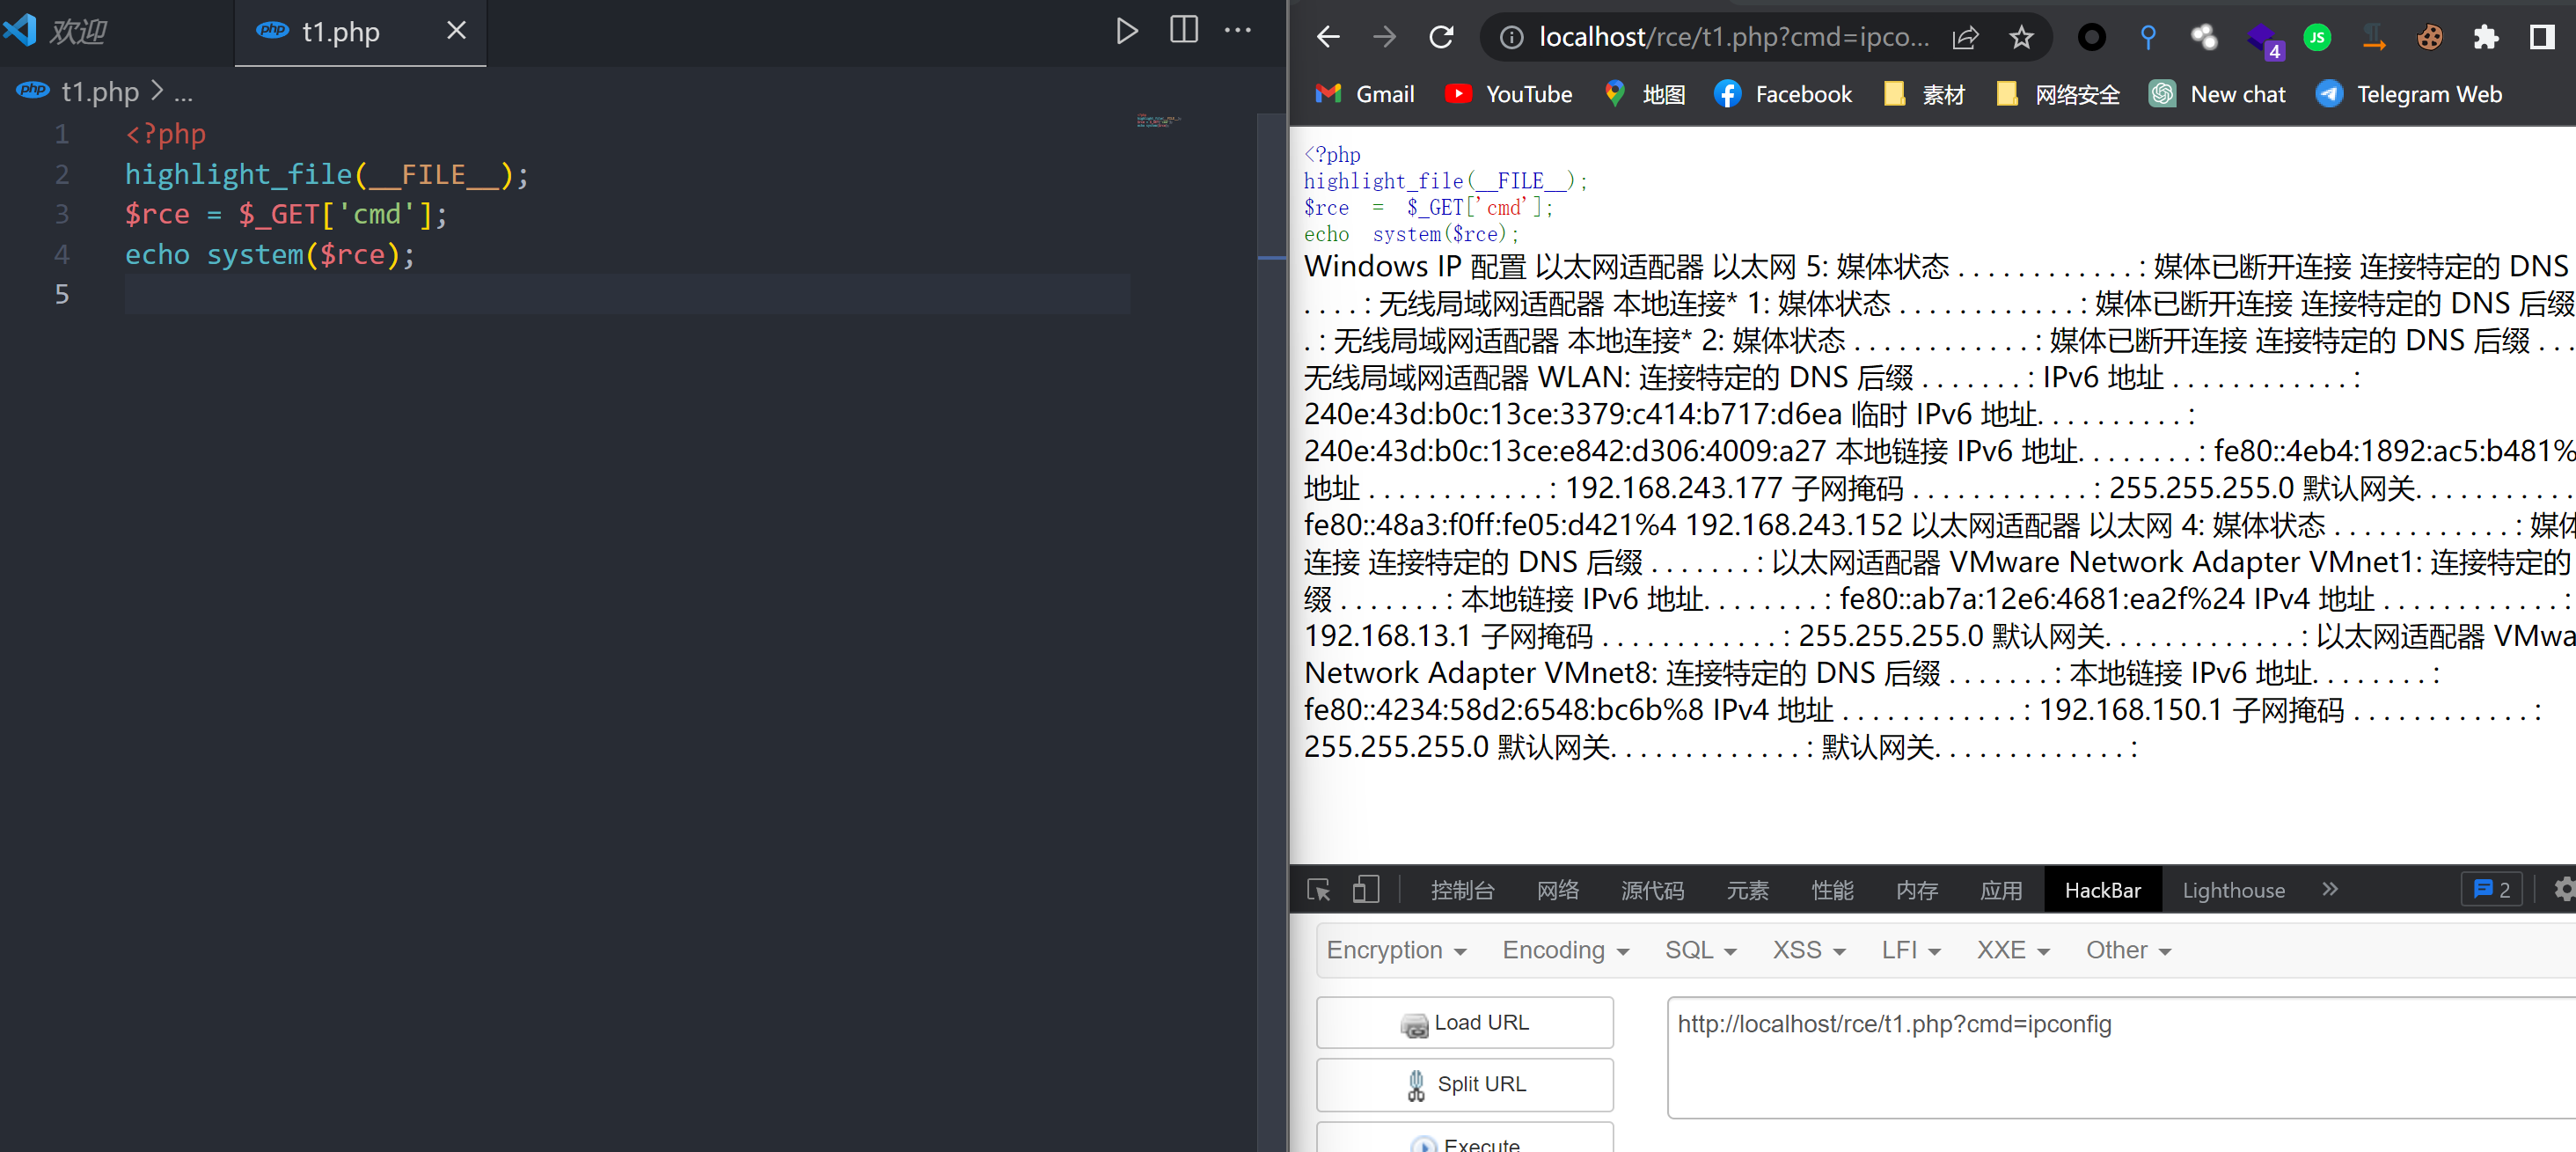 欢迎
php t1.php
php t1.php > ...
1 <?php
2 highlight_file(__FILE__);
3 $rce = $_GET['cmd'];
4 echo system($rce);
5
localhost/rce/t1.php?cmd=ipco...
4
JS
Gmail YouTube 地图 Facebook 素材 网络安全 New chat Telegram Web
<?php
highlight_file(__FILE__);
$rce = $_GET['cmd'];
echo system($rce);
Windows IP 配置 以太网适配器 以太网 5: 媒体状态 . . . . . . . . . . . . : 媒体已断开连接 连接特定的 DNS
. . . . : 无线局域网适配器 本地连接* 1: 媒体状态 . . . . . . . . . . . . : 媒体已断开连接 连接特定的 DNS 后缀
. : 无线局域网适配器 本地连接* 2: 媒体状态 . . . . . . . . . . . . : 媒体已断开连接 连接特定的 DNS 后缀 . . .
无线局域网适配器 WLAN: 连接特定的 DNS 后缀 . . . . . . . : IPv6 地址 . . . . . . . . . . . . :
240e:43d:b0c:13ce:3379:c414:b717:d6ea 临时 IPv6 地址. . . . . . . . . . :
240e:43d:b0c:13ce:e842:d306:4009:a27 本地链接 IPv6 地址. . . . . . . . : fe80::4eb4:1892:ac5:b481%
地址 . . . . . . . . . . . . : 192.168.243.177 子网掩码 . . . . . . . . . . . . : 255.255.255.0 默认网关. . . . . . . . . . .
fe80::48a3:f0ff:fe05:d421%4 192.168.243.152 以太网适配器 以太网 4: 媒体状态 . . . . . . . . . . . . : 媒体
连接 连接特定的 DNS 后缀 . . . . . . . : 以太网适配器 VMware Network Adapter VMnet1: 连接特定的
缀 . . . . . . . : 本地链接 IPv6 地址. . . . . . . . : fe80::ab7a:12e6:4681:ea2f%24 IPv4 地址 . . . . . . . . . . . . :
192.168.13.1 子网掩码 . . . . . . . . . . . . : 255.255.255.0 默认网关. . . . . . . . . . . . . : 以太网适配器 VMwa
Network Adapter VMnet8: 连接特定的 DNS 后缀 . . . . . . . : 本地链接 IPv6 地址. . . . . . . . :
fe80::4234:58d2:6548:bc6b%8 IPv4 地址 . . . . . . . . . . . . : 192.168.150.1 子网掩码 . . . . . . . . . . . . :
255.255.255.0 默认网关. . . . . . . . . . . . . : 默认网关. . . . . . . . . . . . . :
控制台 网络 源代码 元素 性能 内存 应用 HackBar Lighthouse 2
Encryption Encoding SQL XSS LFI XXE Other
Load URL
http://localhost/rce/t1.php?cmd=ipconfig
Split URL
Execute